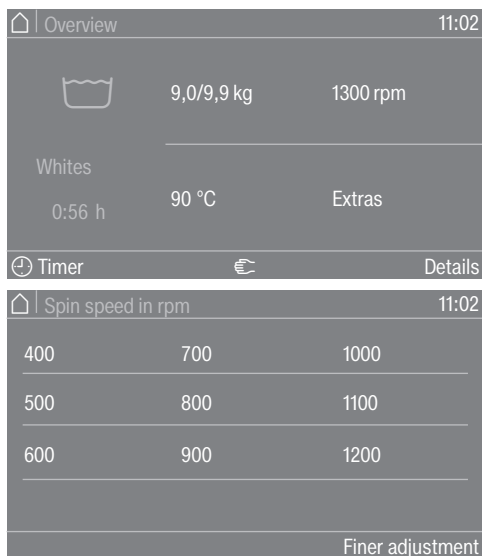 Overview 11:02
9,0/9,9 kg 1300 rpm
Whites
90 °C Extras
0:56 h
Timer Details
Spin speed in rpm 11:02
400 700 1000
500 800 1100
600 900 1200
Finer adjustment